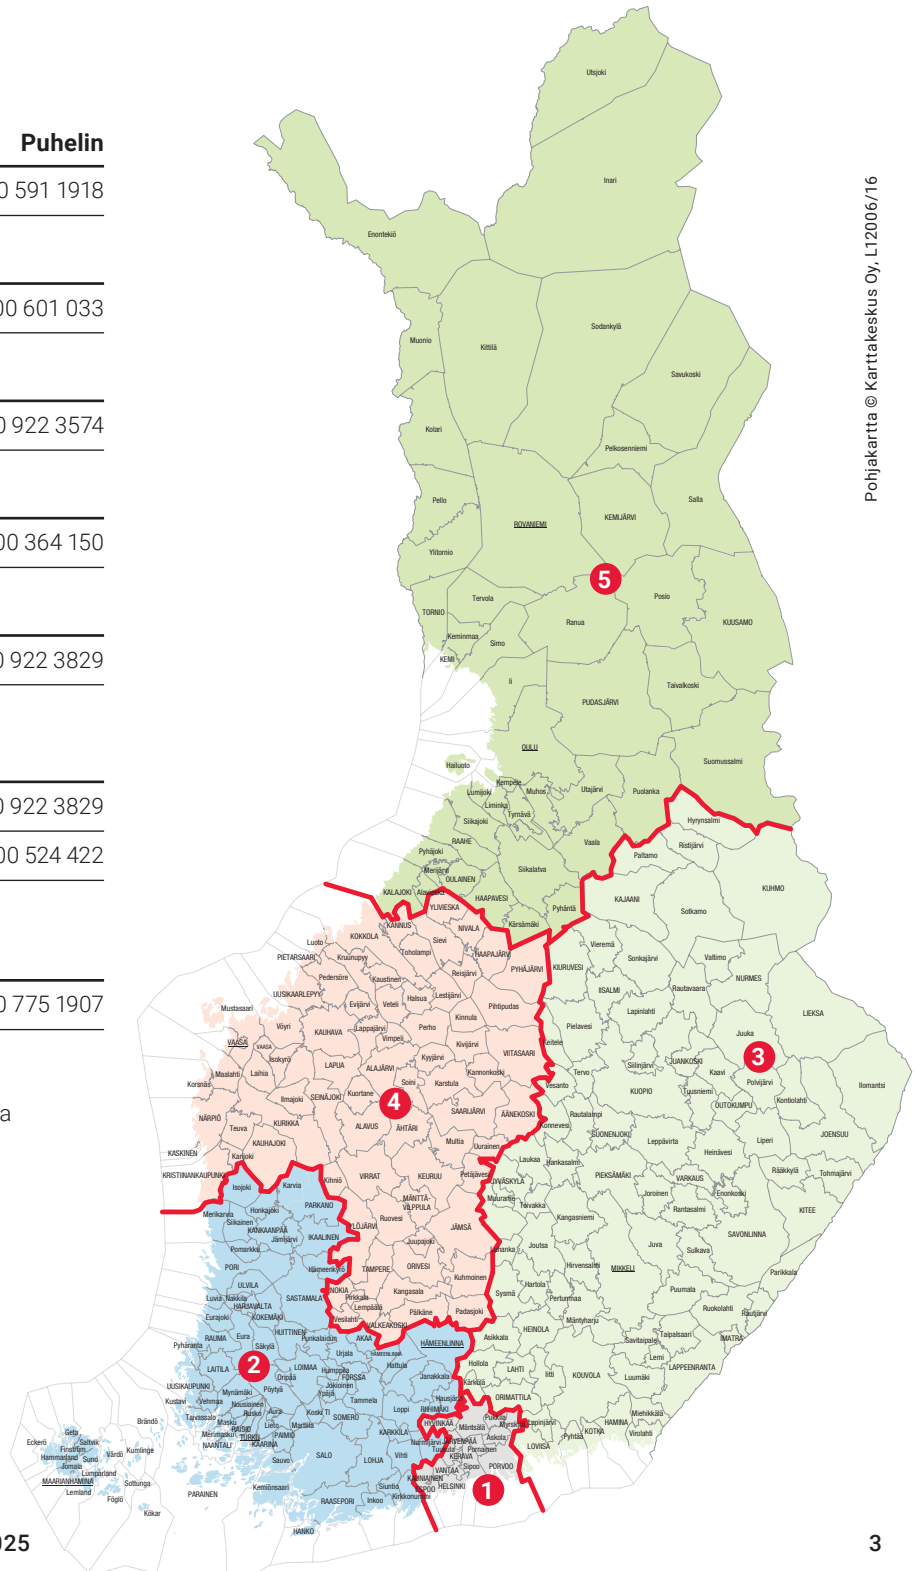 Puhelin
0 591 1918
00 601 033
0 922 3574
00 364 150
0 922 3829
0 922 3829
00 524 422
0 775 1907
a
025
3
Pohjakartta © Karttakeskus Oy, L12006/16
Utsjoki
Inari
Enontekiö
Muonio
Kittilä
Sodankylä
Savukoski
Kolari
Pelkosenniemi
Pello
ROVANIEMI
KEMIJÄRVI
Salla
Ylitornio
5
Tervola
Posio
TORNIO
Ranua
KUUSAMO
Keminmaa
Simo
KEMI
Ii
Taivalkoski
PUDASJÄRVI
OULU
Suomussalmi
Hailuoto
Kempele
Lumijoki
Muhos
Utajärvi
Puolanka
Liminka
Tyrnävä
Siikajoki
Hyrynsalmi
RAAHE
Vaala
Ristijärvi
Pyhäjoki
Paltamo
Merijärvi
OULAINEN
Siikalatva
KALAJOKI
Alavieska
HAAPAVESI
KAJAANI
KUHMO
YLIVIESKA
Pyhäntä
Sotkamo
Kärsämäki
KANNUS
NIVALA
KOKKOLA
Sievi
Luoto
Vieremä
PIETARSAARI
Kruunupyy
Toholampi
HAAPAJÄRVI
Sonkajärvi
Valtimo
PYHÄJÄRVI
KIURUVESI
Pedersöre
Kaustinen
Reisjärvi
NURMES
UUSIKAARLEPYY
Halsua
Lestijärvi
IISALMI
Rautavaara
Evijärvi
Veteli
Pihtipudas
Lapinlahti
LIEKSA
Mustasaari
Kinnula
Vöyri
KAUHAVA
Lappajärvi
Perho
Pielavesi
Juuka
Vimpeli
Kivijärvi
Keitele
VAASA
VAASA
Isokyrö
Kyyjärvi
VIITASAARI
3
Maalahti
Laihia
LAPUA
ALAJÄRVI
Kannonkoski
Tervo
Siilinjärvi
JUANKOSKI
Kaavi
Korsnäs
Soini
Karstula
Vesanto
Polvijärvi
Ilomantsi
Kuortane
KUOPIO
Tuusniemi
Ilmajoki
SEINÄJOKI
4
Kontiolahti
SAARIJÄRVI
OUTOKUMPU
NÄRPIÖ
KURIKKA
ALAVUS
ÄHTÄRI
ÄÄNEKOSKI
Rautalampi
Teuva
Konnevesi
SUONENJOKI
JOENSUU
KAUHAJOKI
Multia
Uurainen
Leppävirta
Liperi
KASKINEN
Karijoki
Laukaa
Hankasalmi
Heinävesi
KRISTIINANKAUPUNKI
Kihniö
VIRRAT
KEURUU
Petäjävesi
PIEKSÄMÄKI
VARKAUS
Rääkkylä
Tohmajärvi
Isojoki
Karvia
JYVÄSKYLÄ
Muurame
Joroinen
Enonkoski
MÄNTTÄ-
VILPPULA
Toivakka
Merikarvia
Honkajoki
PARKANO
Rantasalmi
KITEE
Siikainen
Ruovesi
Kangasniemi
KANKAANPÄÄ
YLÖJÄRVI
JÄMSÄ
SAVONLINNA
Jämijärvi
IKAALINEN
Juupajoki
Pomarkku
Luhanka
Joutsa
Juva
Sulkava
PORI
Hämeenkyrö
TAMPERE
ORIVESI
Hirvensalmi
MIKKELI
Parikkala
Kuhmoinen
ULVILA
Hartola
Puumala
Luvia
Nakkila
SASTAMALA
NOKIA
Pirkkala
Kangasala
Sysmä
Pertunmaa
HARJAVALTA
Lempäälä
Ruokolahti
Rautjärvi
Eurajoki
KOKEMÄKI
Vesilahti
Pälkäne
Padasjoki
Mäntyharju
HUITTINEN
VALKEAKOSKI
HEINOLA
Taipalsaari
RAUMA
Eura
Punkalaidun
AKAA
HÄMEENLINNA
Asikkala
Savitaipale
IMATRA
Pyhäranta
Säkylä
Urjala
HÄMEENLINNA
Lemi
2
LOIMAA
Hattula
Hollola
LAPPEENRANTA
LAITILA
Humppila
LAHTI
Iitti
KOUVOLA
Luumäki
Oripää
FORSSA
Janakkala
Kärkölä
UUSIKAUPUNKI
Mynämäki
Pöytyä
Jokioinen
Ypäjä
Hausjärvi
ORIMATTILA
Kustavi
Vehmaa
Nousiainen
Tammela
Loppi
RIIHIMÄKI
Miehikkälä
Taivassalo
Rusko
Aura
Koski Tl
HAMINA
Masku
Lieto
Marttila
SOMERO
HYVINKÄÄ
Pukkila
Myrskylä
Lapinjärvi
Virolahti
Brändö
RAISIO
Mäntsälä
KOTKA
Merimasku
TURKU
PAIMIO
KARKKILA
Askola
Pyhtää
NAANTALI
KAARINA
Nurmijärvi
JÄRVENPÄÄ
Pornainen
LOVIISA
Geta
Saltvik
Kumlinge
Tuusula
KERAVA
Eckerö
Finström
Vårdö
SALO
LOHJA
Vihti
Sipoo
PORVOO
Hammarland
Sund
Sauvo
VANTAA
Jomala
Lumparland
KAUNIAINEN
MAARIANHAMINA
Sottunga
Kemiönsaari
Siuntio
ESPOO
HELSINKI
1
Lemland
Föglö
PARAINEN
RAASEPORI
Inkoo
Kirkkonummi
Kökar
HANKO